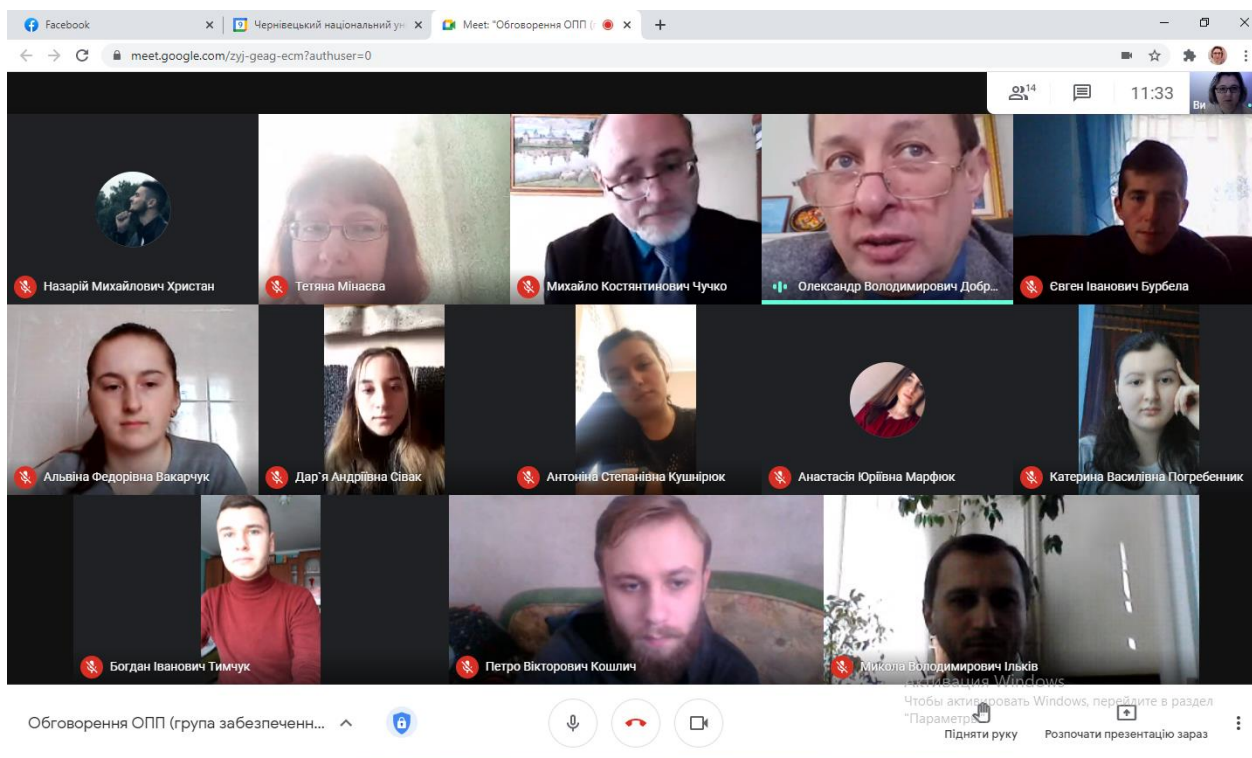 Facebook
Чернівецький національний ун
Meet: "Обговорення ОПП (
meet.google.com/zyj-geag-ecm?authuser=0
14
11:33
Ви
Назарій Михайлович Христан
Тетяна Мінаєва
Михайло Костянтинович Чучко
Олександр Володимирович Добр...
Євген Іванович Бурбела
Альвіна Федорівна Вакарчук
Дар`я Андріївна Сівак
Антоніна Степанівна Кушнірюк
Анастасія Юріївна Марфюк
Катерина Василівна Погребенник
Богдан Іванович Тимчук
Петро Вікторович Кошлич
Микола Володимирович Ільків
Активация Windows
Чтобы активировать Windows, перейдите в раздел
"Параметры
Обговорення ОПП (група забезпеченн...
Підняти руку
Розпочати презентацію зараз